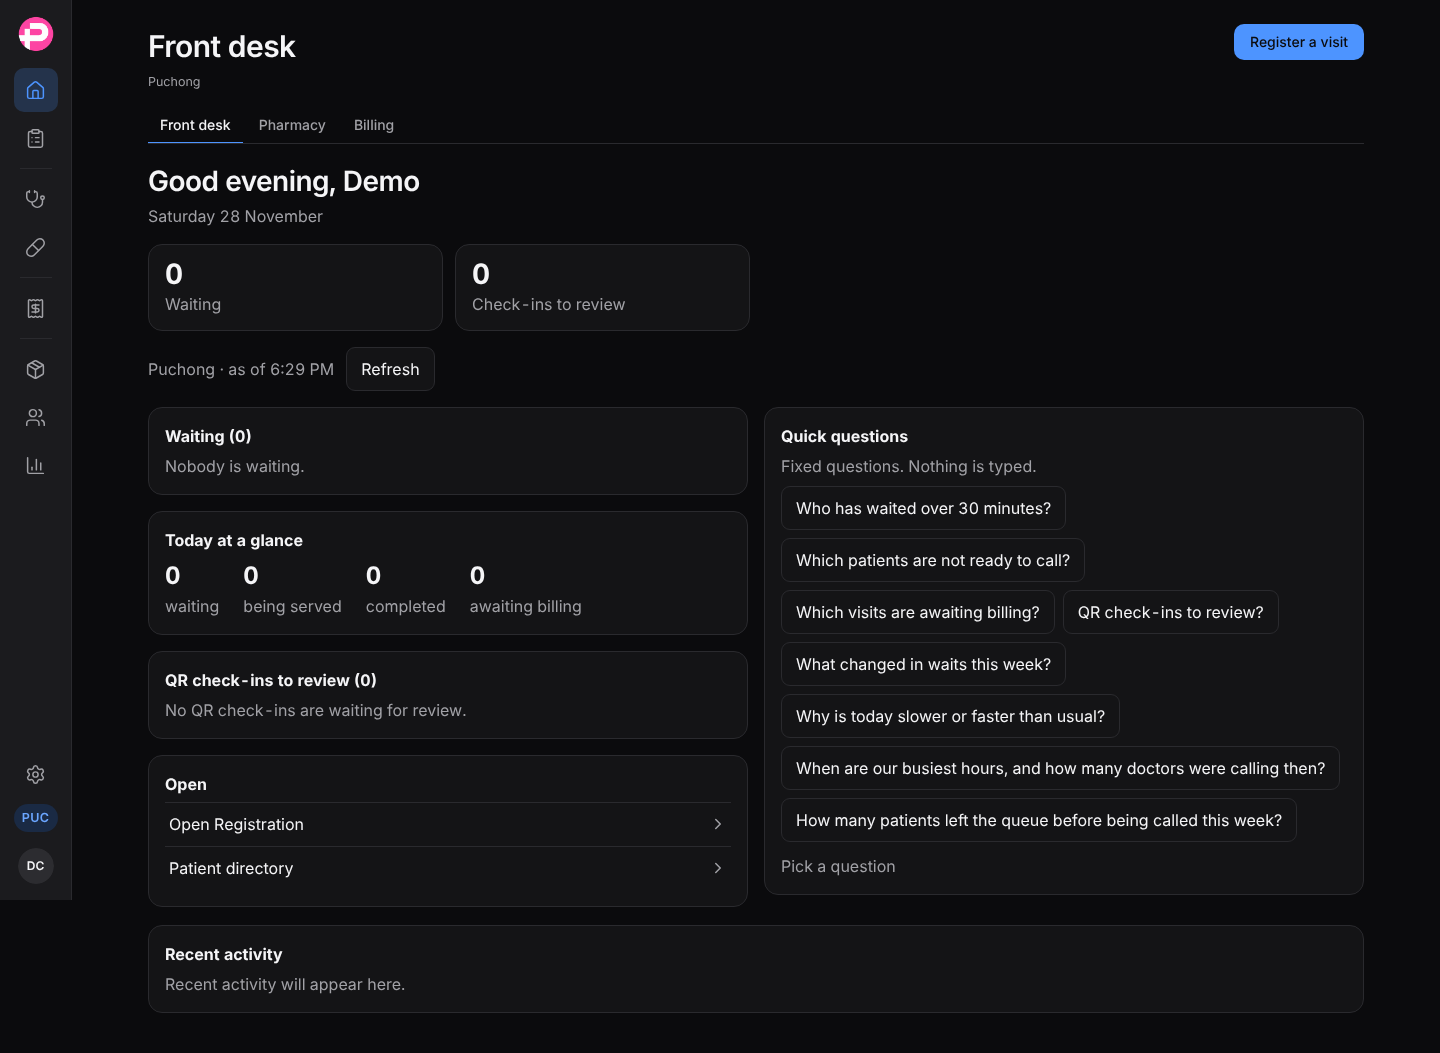 Front desk
Register a visit
Puchong
Front desk
Pharmacy
Billing
Good evening, Demo
Saturday 28 November
0
Waiting
0
Check-ins to review
Puchong · as of 6:29 PM
Refresh
Waiting (0)
Nobody is waiting.
Today at a glance
0
waiting
0
being served
0
completed
0
awaiting billing
QR check-ins to review (0)
No QR check-ins are waiting for review.
Open
Open Registration
Patient directory
Quick questions
Fixed questions. Nothing is typed.
Who has waited over 30 minutes?
Which patients are not ready to call?
Which visits are awaiting billing?
QR check-ins to review?
What changed in waits this week?
Why is today slower or faster than usual?
When are our busiest hours, and how many doctors were calling then?
How many patients left the queue before being called this week?
Pick a question
Recent activity
Recent activity will appear here.
PUC
DC